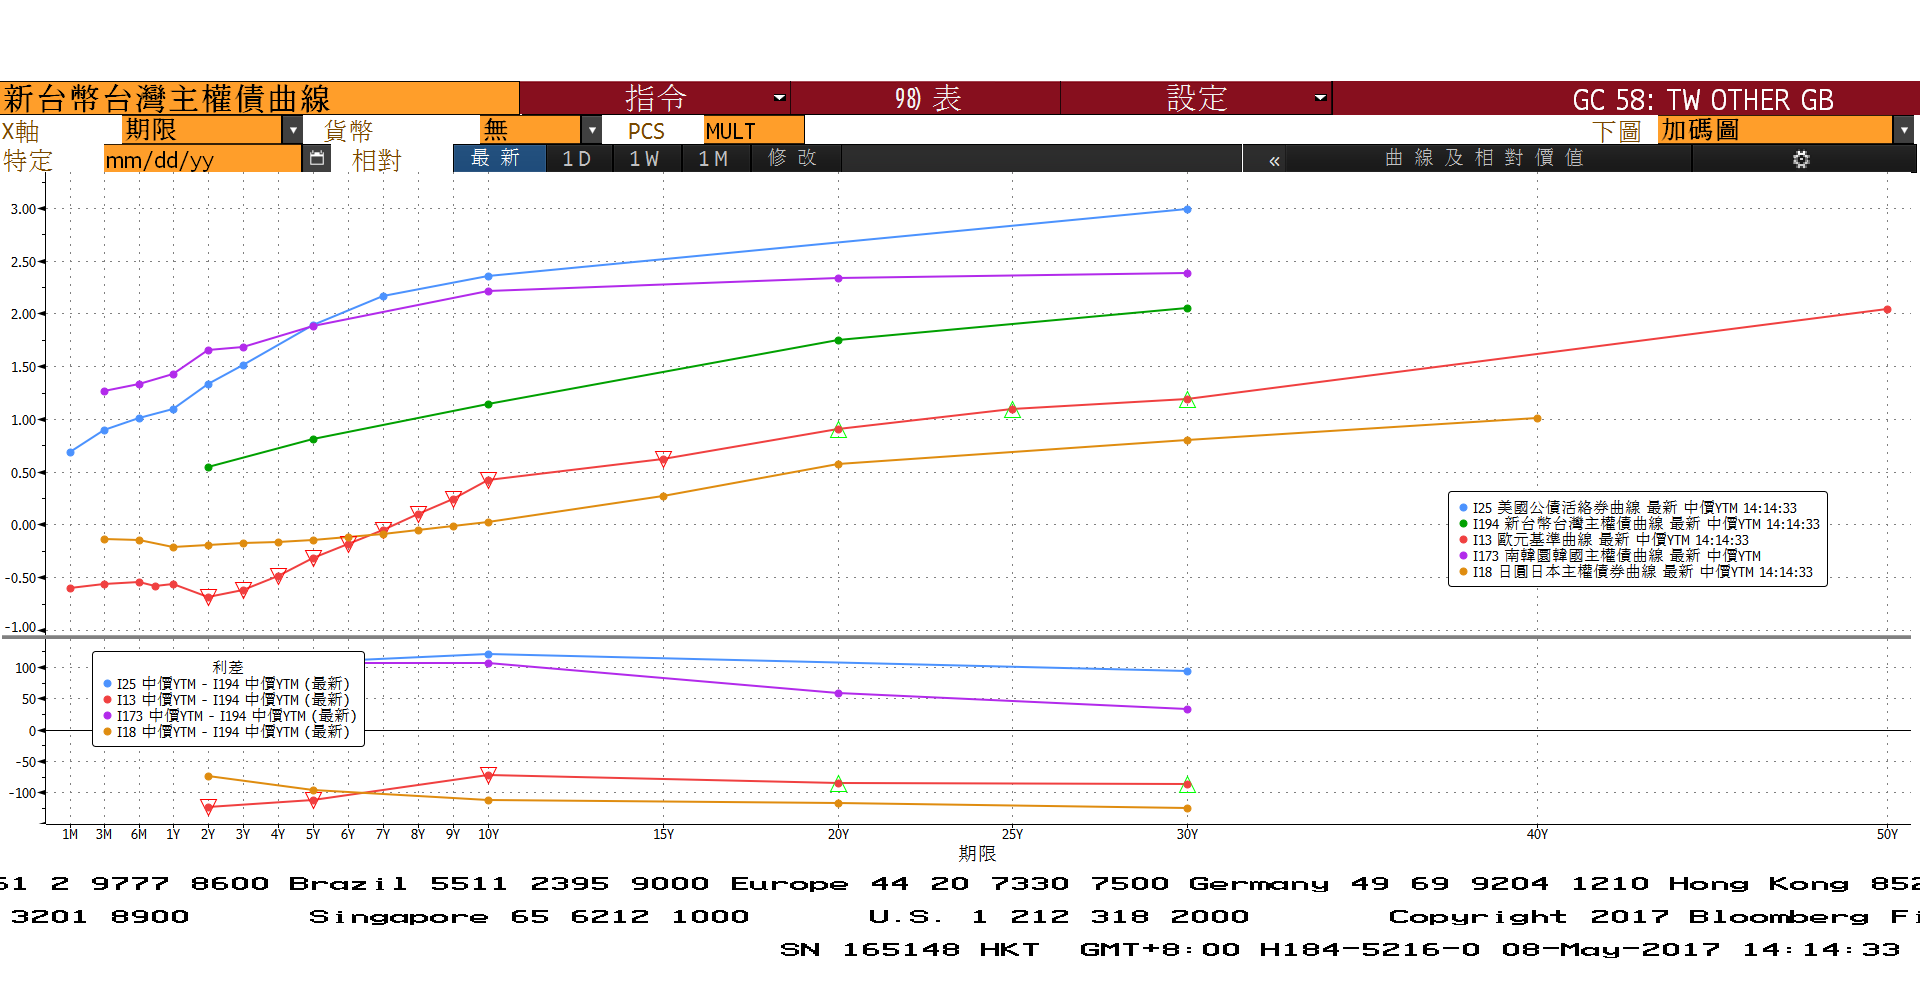 新台幣台灣主權債曲線 指令 98) 表 設定 GC 58: TW OTHER GB
X軸 期限 貨幣 無 PCS MULT 下圖 加碼圖
特定 mm/dd/yy 相對 最新 1D 1W 1M 修改 « 曲線及相對價值
3.00
2.50
2.00
1.50
1.00
0.50
0.00
-0.50
-1.00
I25 美國公債活絡券曲線 最新 中價YTM 14:14:33
I194 新台幣台灣主權債曲線 最新 中價YTM 14:14:33
I13 歐元基準曲線 最新 中價YTM 14:14:33
I173 南韓圜韓國主權債曲線 最新 中價YTM
I18 日圓日本主權債券曲線 最新 中價YTM 14:14:33
100
50
0
-50
-100
利差
I25 中價YTM - I194 中價YTM (最新)
I13 中價YTM - I194 中價YTM (最新)
I173 中價YTM - I194 中價YTM (最新)
I18 中價YTM - I194 中價YTM (最新)
1M 3M 6M 1Y 2Y 3Y 4Y 5Y 6Y 7Y 8Y 9Y 10Y 15Y 20Y 25Y 30Y 40Y 50Y
期限
61 2 9777 8600 Brazil 5511 2395 9000 Europe 44 20 7330 7500 Germany 49 69 9204 1210 Hong Kong 852
3201 8900 Singapore 65 6212 1000 U.S. 1 212 318 2000 Copyright 2017 Bloomberg Fi
SN 165148 HKT GMT+8:00 H184-5216-0 08-May-2017 14:14:33